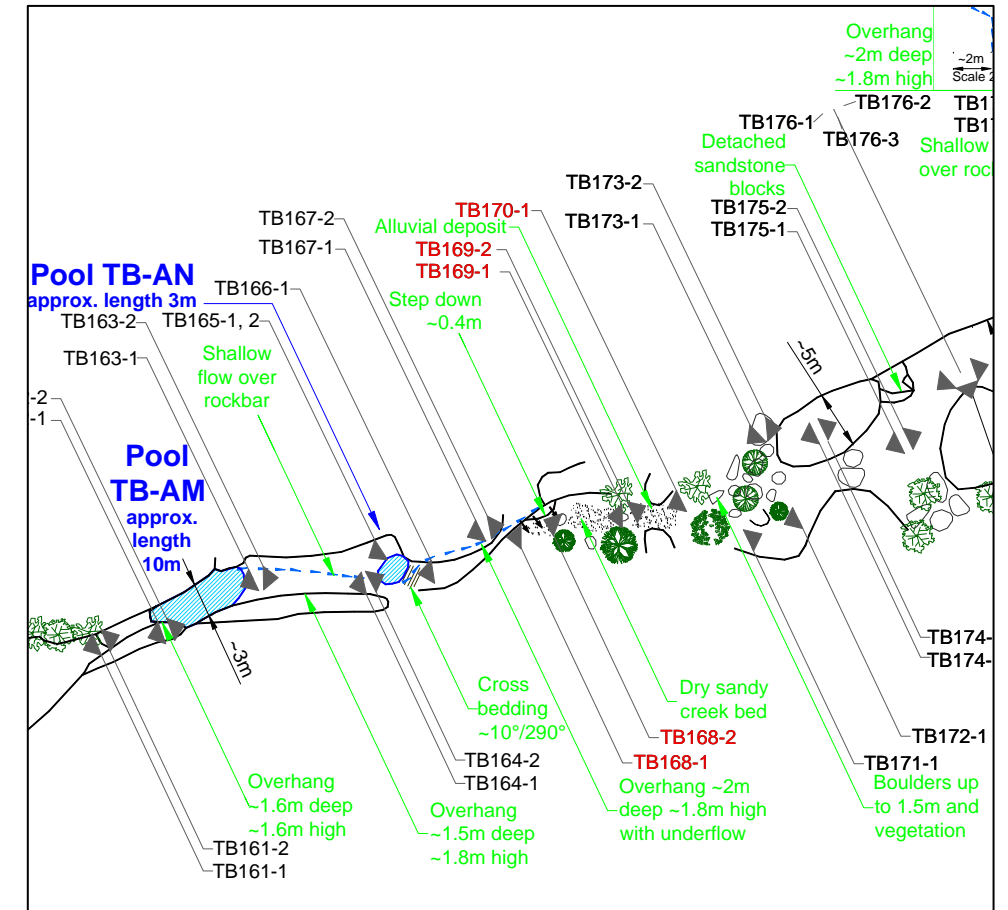 Overhang
~2m deep
~1.8m high
~2m
Scale
TB176-2
TB176-1
TB176-3
Shallow
over
Detached
sandstone
blocks
TB175-2
TB175-1
TB173-2
TB173-1
TB170-1
Alluvial deposit
TB169-2
TB169-1
Step down
~0.4m
TB167-2
TB167-1
Pool TB-AN
approx. length 3m
TB166-1
TB165-1, 2
TB163-2
TB163-1
Shallow
flow over
rockbar
-2
-1
Pool
TB-AM
approx.
length
10m
~5m
~3m
Cross
bedding
~10°/290°
Dry sandy
creek bed
TB168-2
TB168-1
TB164-2
TB164-1
Overhang ~2m
deep ~1.8m high
with underflow
Overhang
~1.6m deep
~1.6m high
Overhang
~1.5m deep
~1.8m high
TB161-2
TB161-1
TB174-
TB174-
TB172-1
TB171-1
Boulders up
to 1.5m and
vegetation